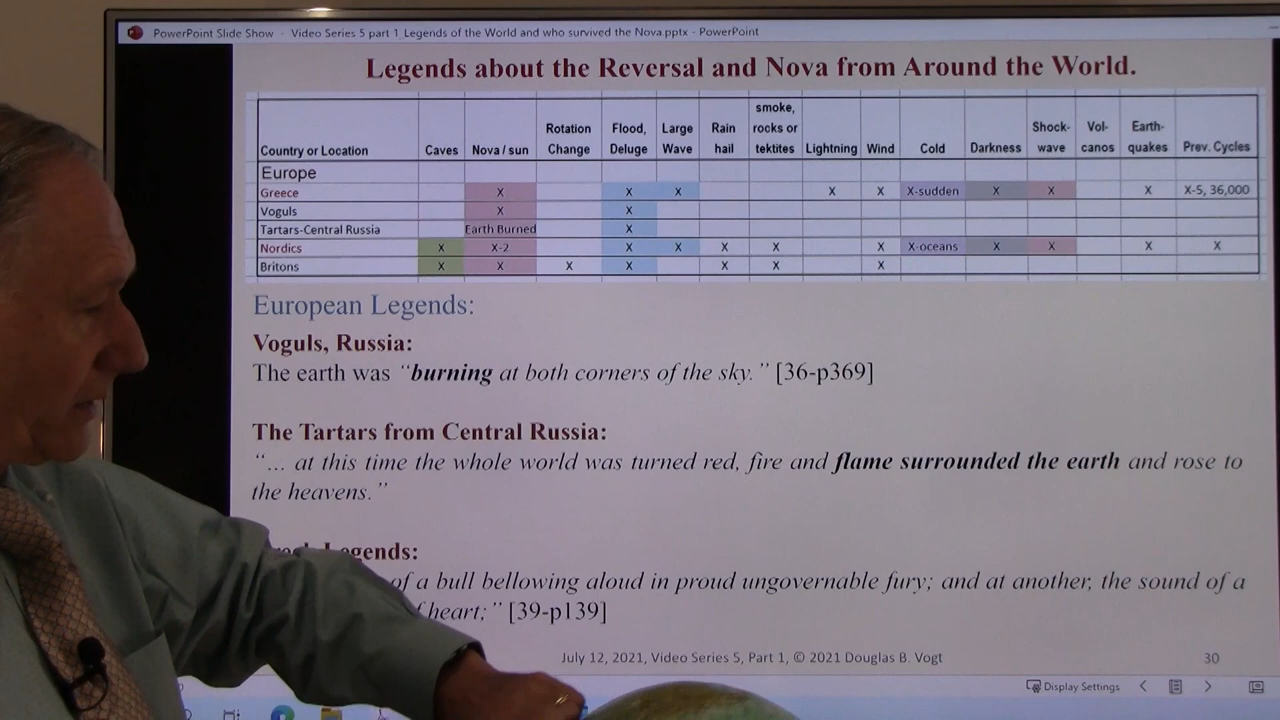 PowerPoint Slide Show - Video Series 5 part 1_Legends of the World and who survived the Nova.pptx - PowerPoint
Legends about the Reversal and Nova from Around the World.
Country or Location Caves Nova / sun Rotation Change Flood, Deluge Large Wave Rain hail smoke, rocks or tektites Lightning Wind Cold Darkness Shock-wave Vol-canos Earth-quakes Prev. Cycles
Europe
Greece X X X X X X-sudden X X X X-5, 36,000
Voguls X X
Tartars-Central Russia Earth Burned X
Nordics X X-2 X X X X X X-oceans X X X X
Britons X X X X X X X
European Legends:
Voguls, Russia:
The earth was “burning at both corners of the sky.” [36-p369]
The Tartars from Central Russia:
“... at this time the whole world was turned red, fire and flame surrounded the earth and rose to
the heavens.”
Legends:
of a bull bellowing aloud in proud ungovernable fury; and at another, the sound of a
heart;” [39-p139]
July 12, 2021, Video Series 5, Part 1, © 2021 Douglas B. Vogt 30
Display Settings